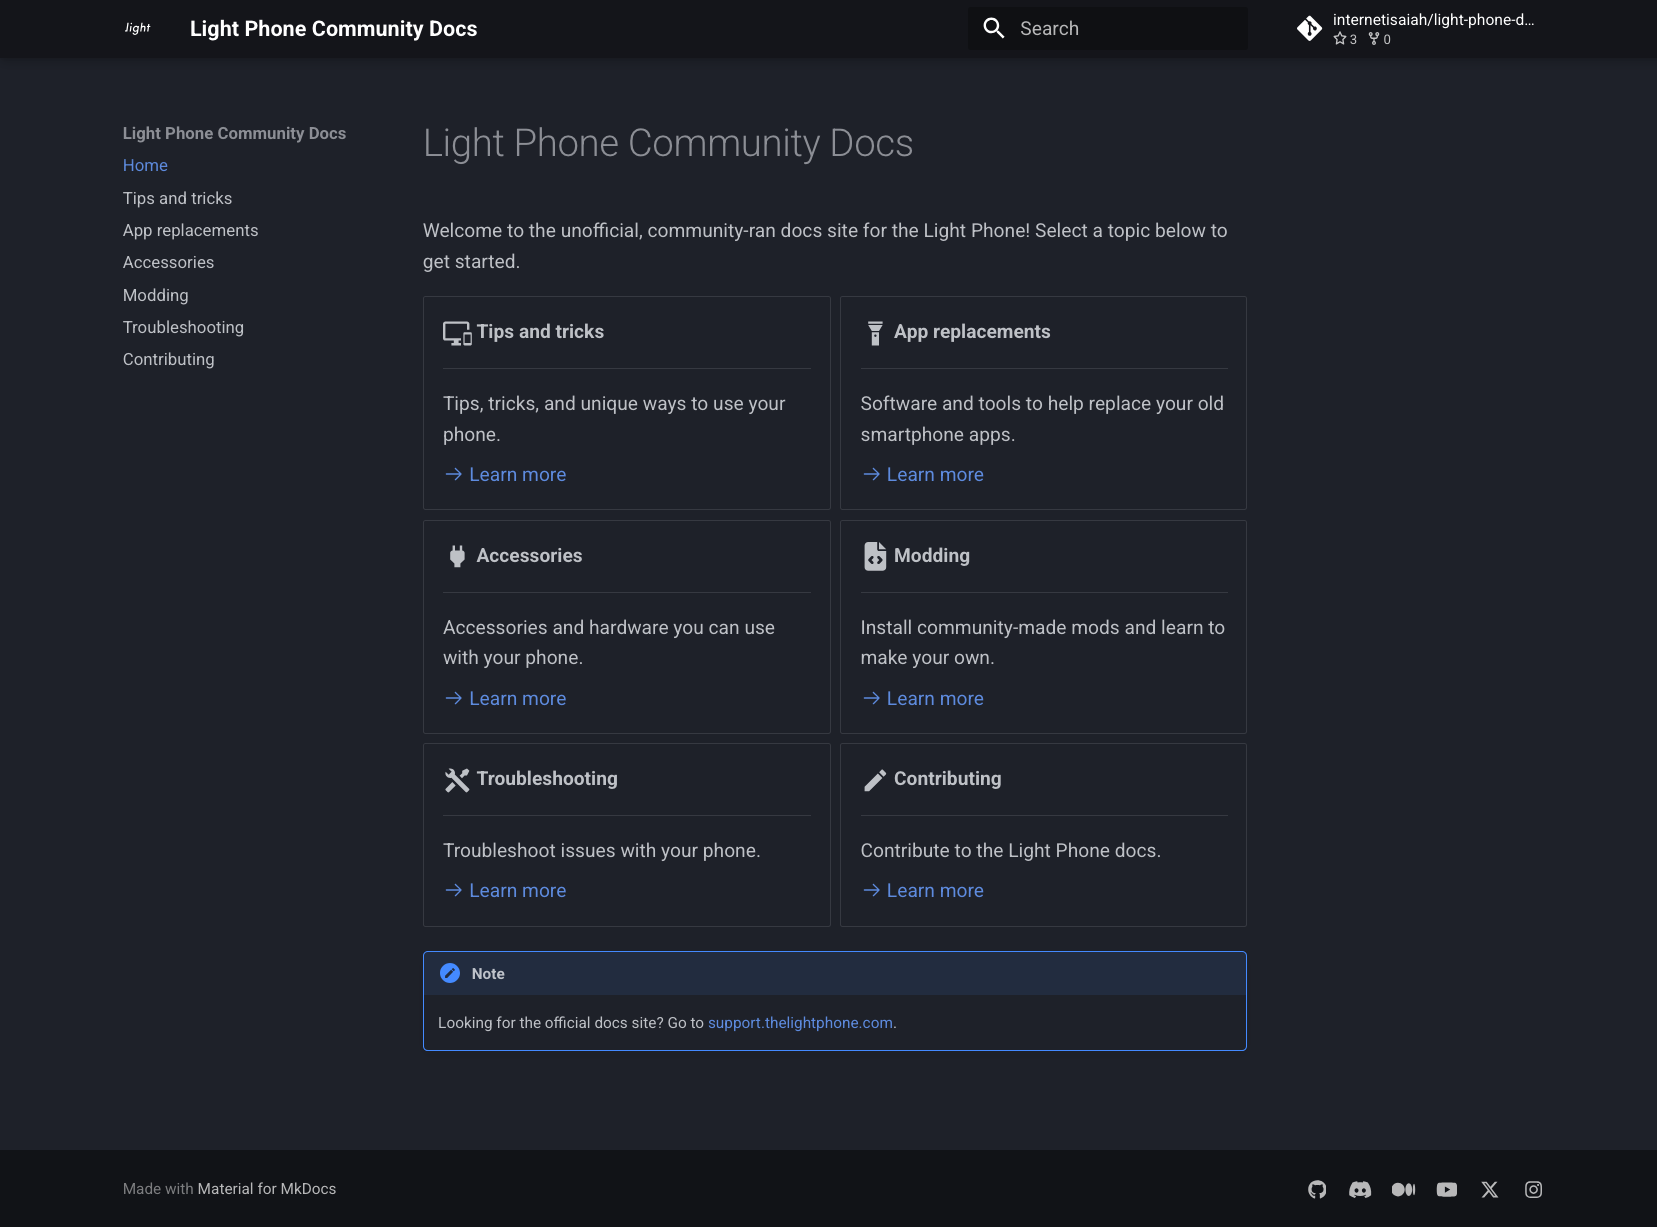 light
Light Phone Community Docs
Search
internetisaiah/light-phone-d...
3 0
Light Phone Community Docs
Home
Tips and tricks
App replacements
Accessories
Modding
Troubleshooting
Contributing
Light Phone Community Docs
Welcome to the unofficial, community-ran docs site for the Light Phone! Select a topic below to
get started.
Tips and tricks
Tips, tricks, and unique ways to use your
phone.
Learn more
App replacements
Software and tools to help replace your old
smartphone apps.
Learn more
Accessories
Accessories and hardware you can use
with your phone.
Learn more
Modding
Install community-made mods and learn to
make your own.
Learn more
Troubleshooting
Troubleshoot issues with your phone.
Learn more
Contributing
Contribute to the Light Phone docs.
Learn more
Note
Looking for the official docs site? Go to support.thelightphone.com.
Made with Material for MkDocs